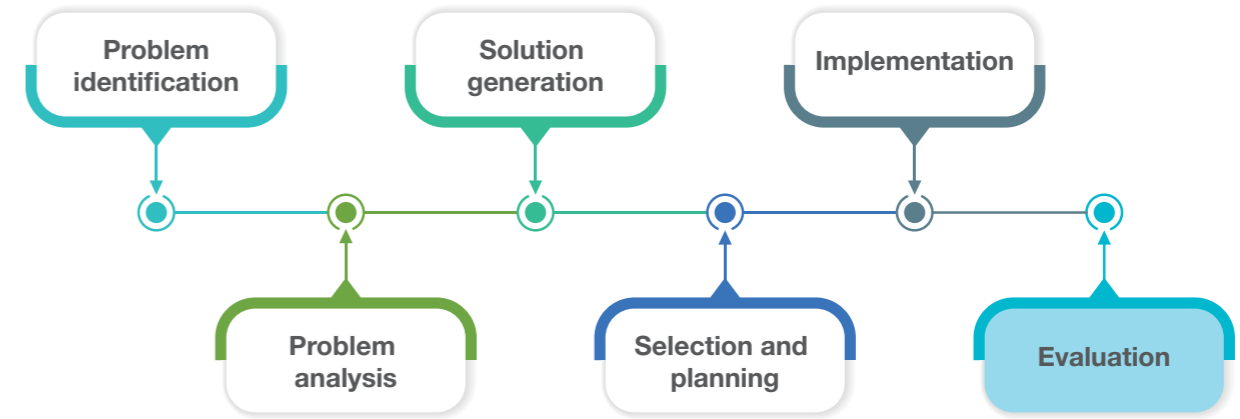 Problem
identification
Problem
analysis
Solution
generation
Selection and
planning
Implementation
Evaluation